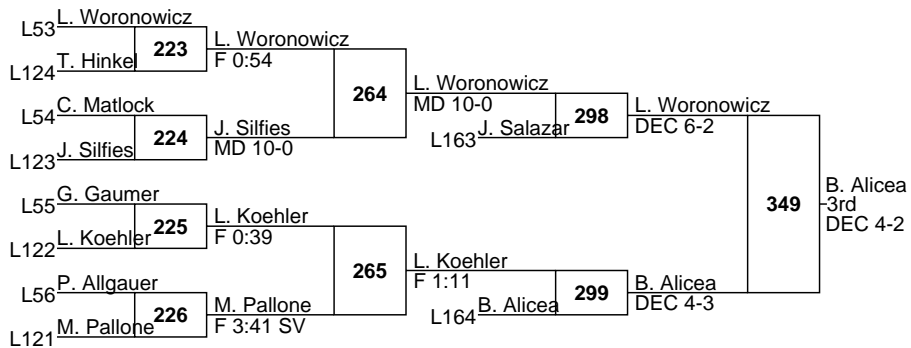 L53 L. Woronowicz
223
L124 T. Hinkel
L. Woronowicz
F 0:54
264
L54 C. Matlock
224
L123 J. Silfies
J. Silfies
MD 10-0
L. Woronowicz
MD 10-0
298
L163 J. Salazar
L. Woronowicz
DEC 6-2
L55 G. Gaumer
225
L122 L. Koehler
L. Koehler
F 0:39
265
L56 P. Allgauer
226
L121 M. Pallone
M. Pallone
F 3:41 SV
L. Koehler
F 1:11
299
L164 B. Alicea
B. Alicea
DEC 4-3
349
B. Alicea
3rd
DEC 4-2